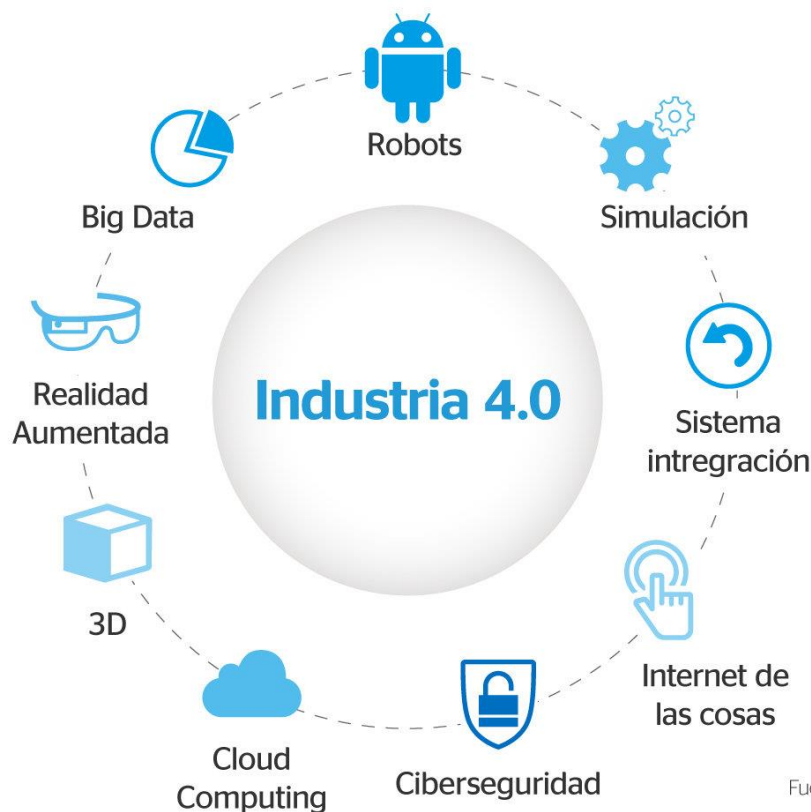 Robots
Simulación
Sistema
intregración
Internet de
las cosas
Ciberseguridad
Cloud
Computing
3D
Realidad
Aumentada
Big Data
Industria 4.0